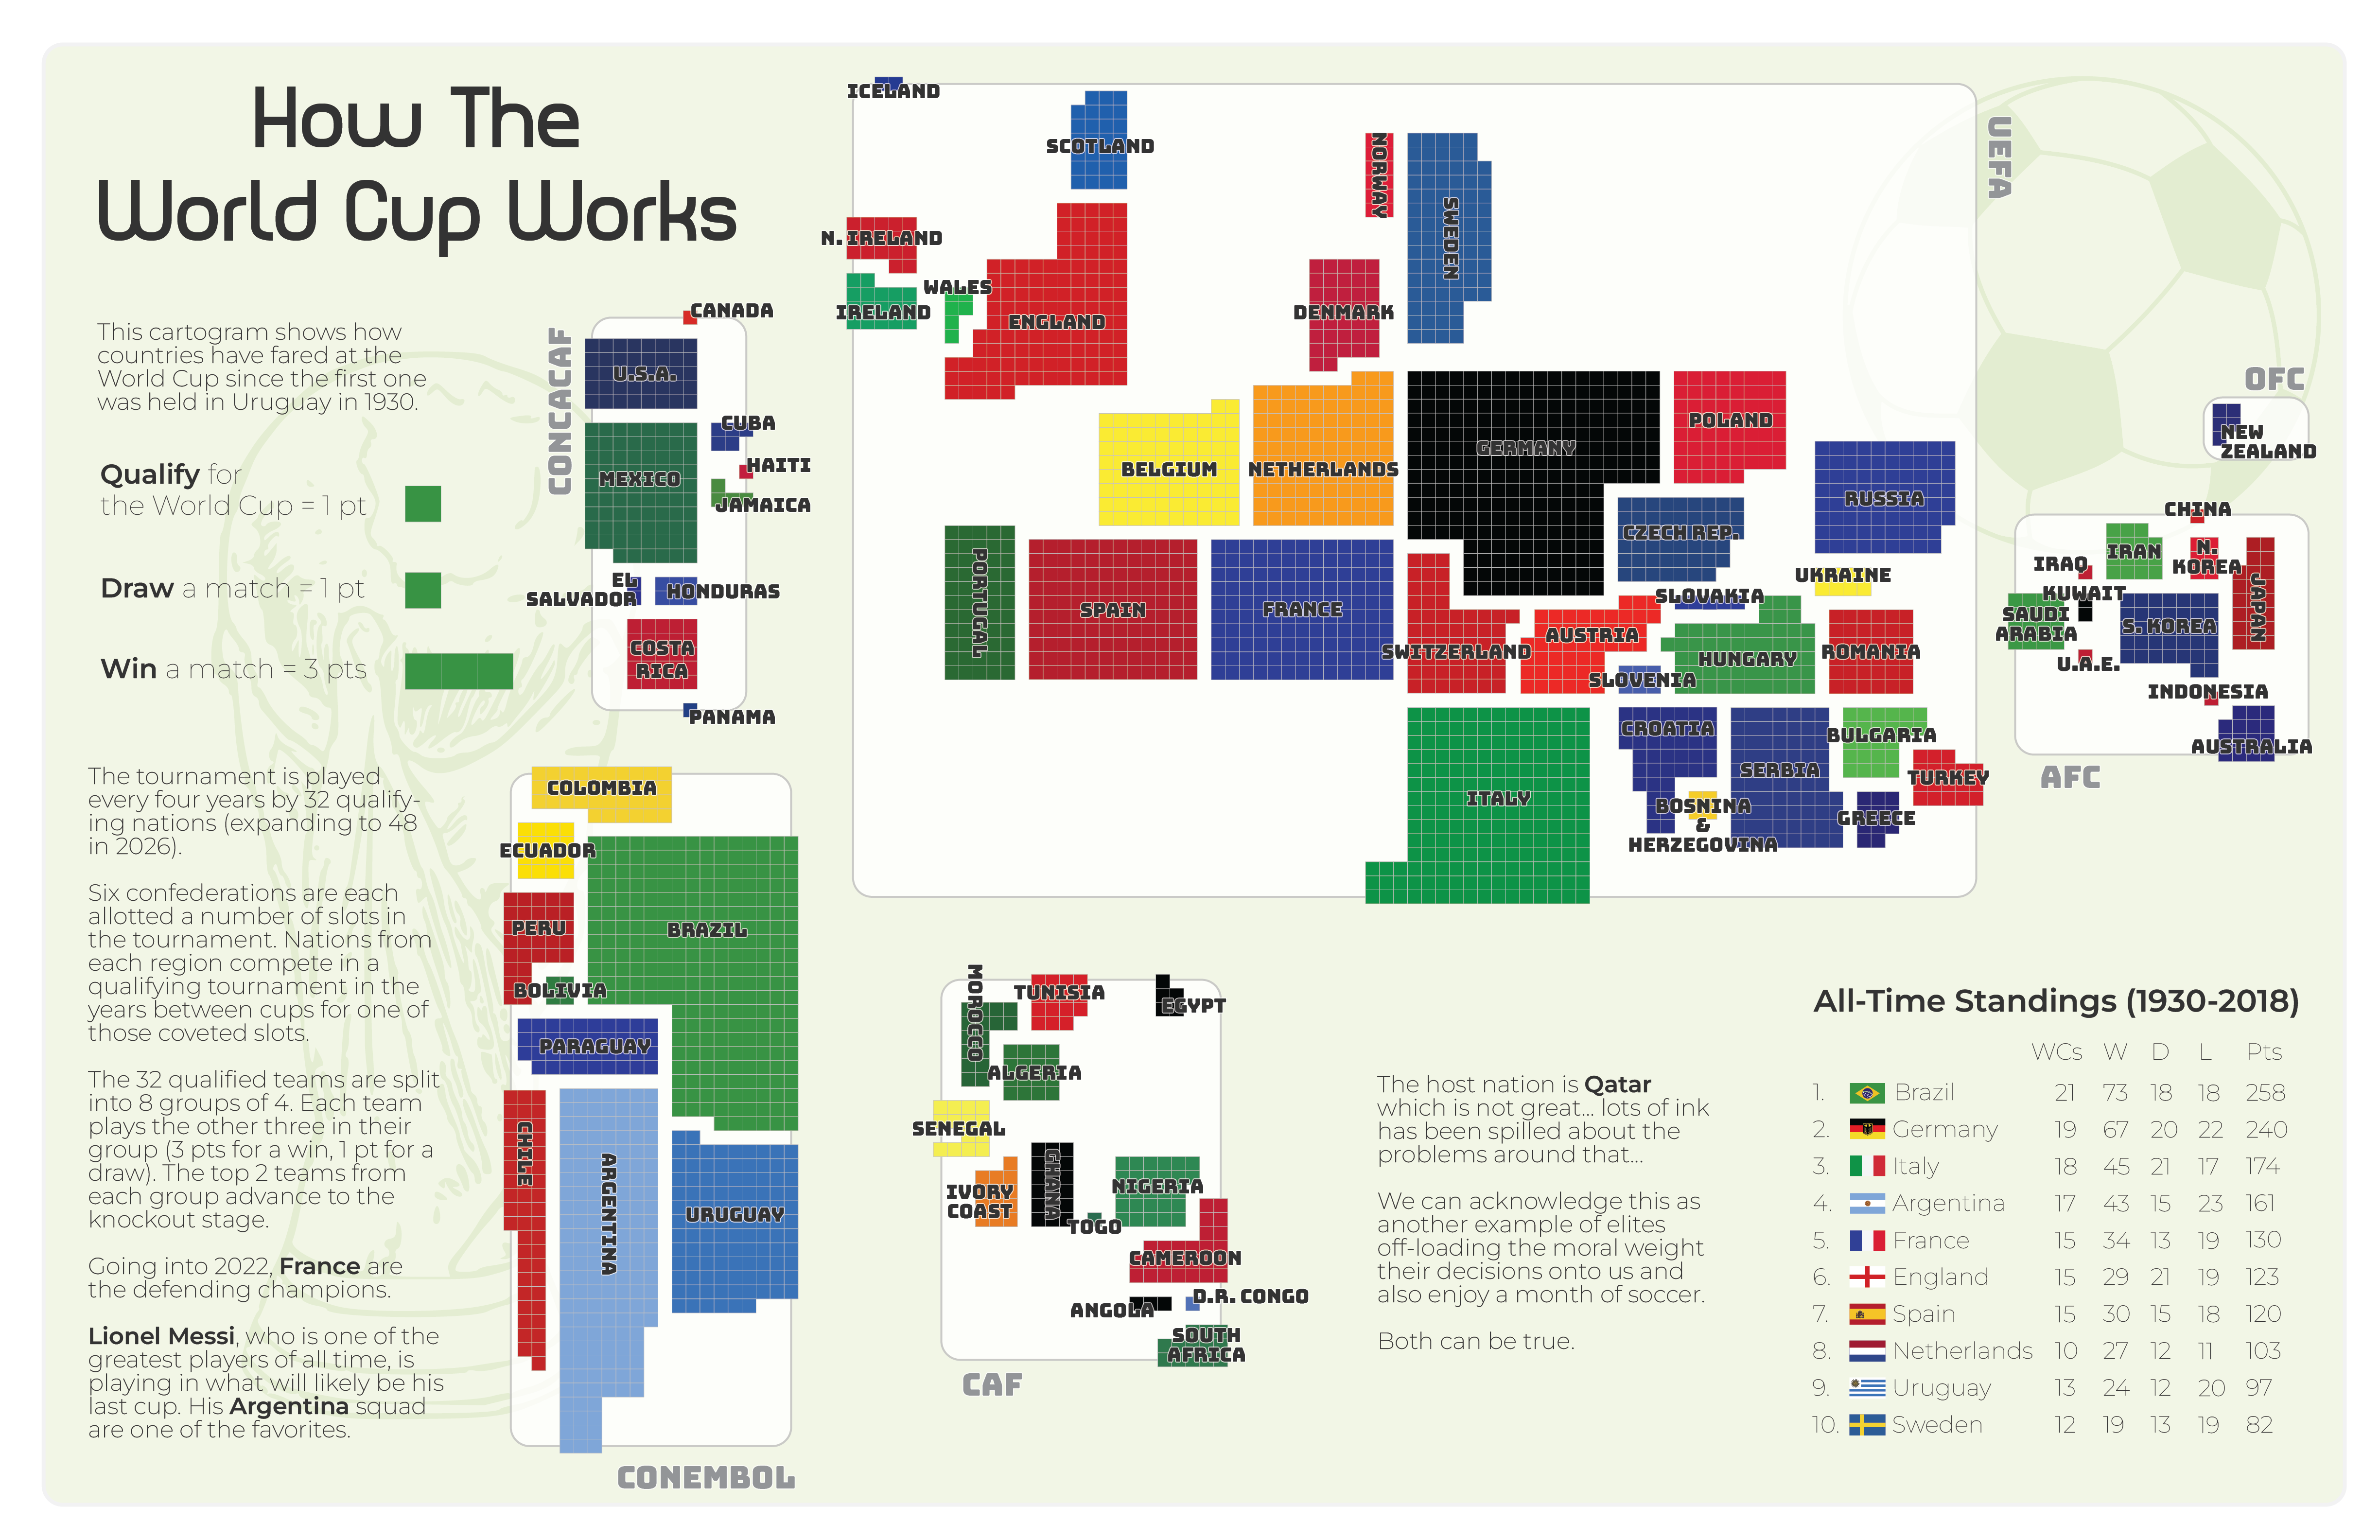 How The
World Cup Works
This cartogram shows how
countries have fared at the
World Cup since the first one
was held in Uruguay in 1930.
Qualify for
the World Cup = 1 pt
Draw a match = 1 pt
Win a match = 3 pts
The tournament is played
every four years by 32 qualify-
ing nations (expanding to 48
in 2026).
Six confederations are each
allotted a number of slots in
the tournament. Nations from
each region compete in a
qualifying tournament in the
years between cups for one of
those coveted slots.
The 32 qualified teams are split
into 8 groups of 4. Each team
plays the other three in their
group (3 pts for a win, 1 pt for a
draw). The top 2 teams from
each group advance to the
knockout stage.
Going into 2022, France are
the defending champions.
Lionel Messi, who is one of the
greatest players of all time, is
playing in what will likely be his
last cup. His Argentina squad
are one of the favorites.
CONCACAF
CANADA
U.S.A.
CUBA
MEXICO
HAITI
JAMAICA
EL
SALVADOR
HONDURAS
COSTA
RICA
PANAMA
COLOMBIA
ECUADOR
PERU
BRAZIL
BOLIVIA
PARAGUAY
CHILE
ARGENTINA
URUGUAY
CONEMBOL
UEFA
ICELAND
SCOTLAND
NORWAY
SWEDEN
N. IRELAND
WALES
IRELAND
ENGLAND
DENMARK
BELGIUM
NETHERLANDS
GERMANY
POLAND
RUSSIA
CZECH REP.
PORTUGAL
SPAIN
FRANCE
UKRAINE
SLOVAKIA
SWITZERLAND
AUSTRIA
HUNGARY
ROMANIA
SLOVENIA
ITALY
CROATIA
SERBIA
BULGARIA
TURKEY
BOSNINA
&
HERZEGOVINA
GREECE
OFC
NEW
ZEALAND
CHINA
IRAN
N.
KOREA
IRAQ
JAPAN
KUWAIT
SAUDI
ARABIA
S. KOREA
U.A.E.
INDONESIA
AUSTRALIA
AFC
MOROCCO
TUNISIA
EGYPT
ALGERIA
SENEGAL
IVORY
COAST
GHANA
TOGO
NIGERIA
CAMEROON
ANGOLA
D.R. CONGO
SOUTH
AFRICA
CAF
The host nation is Qatar
which is not great... lots of ink
has been spilled about the
problems around that...
We can acknowledge this as
another example of elites
off-loading the moral weight
their decisions onto us and
also enjoy a month of soccer.
Both can be true.
All-Time Standings (1930-2018)
WCs W D L Pts
1. Brazil 21 73 18 18 258
2. Germany 19 67 20 22 240
3. Italy 18 45 21 17 174
4. Argentina 17 43 15 23 161
5. France 15 34 13 19 130
6. England 15 29 21 19 123
7. Spain 15 30 15 18 120
8. Netherlands 10 27 12 11 103
9. Uruguay 13 24 12 20 97
10. Sweden 12 19 13 19 82